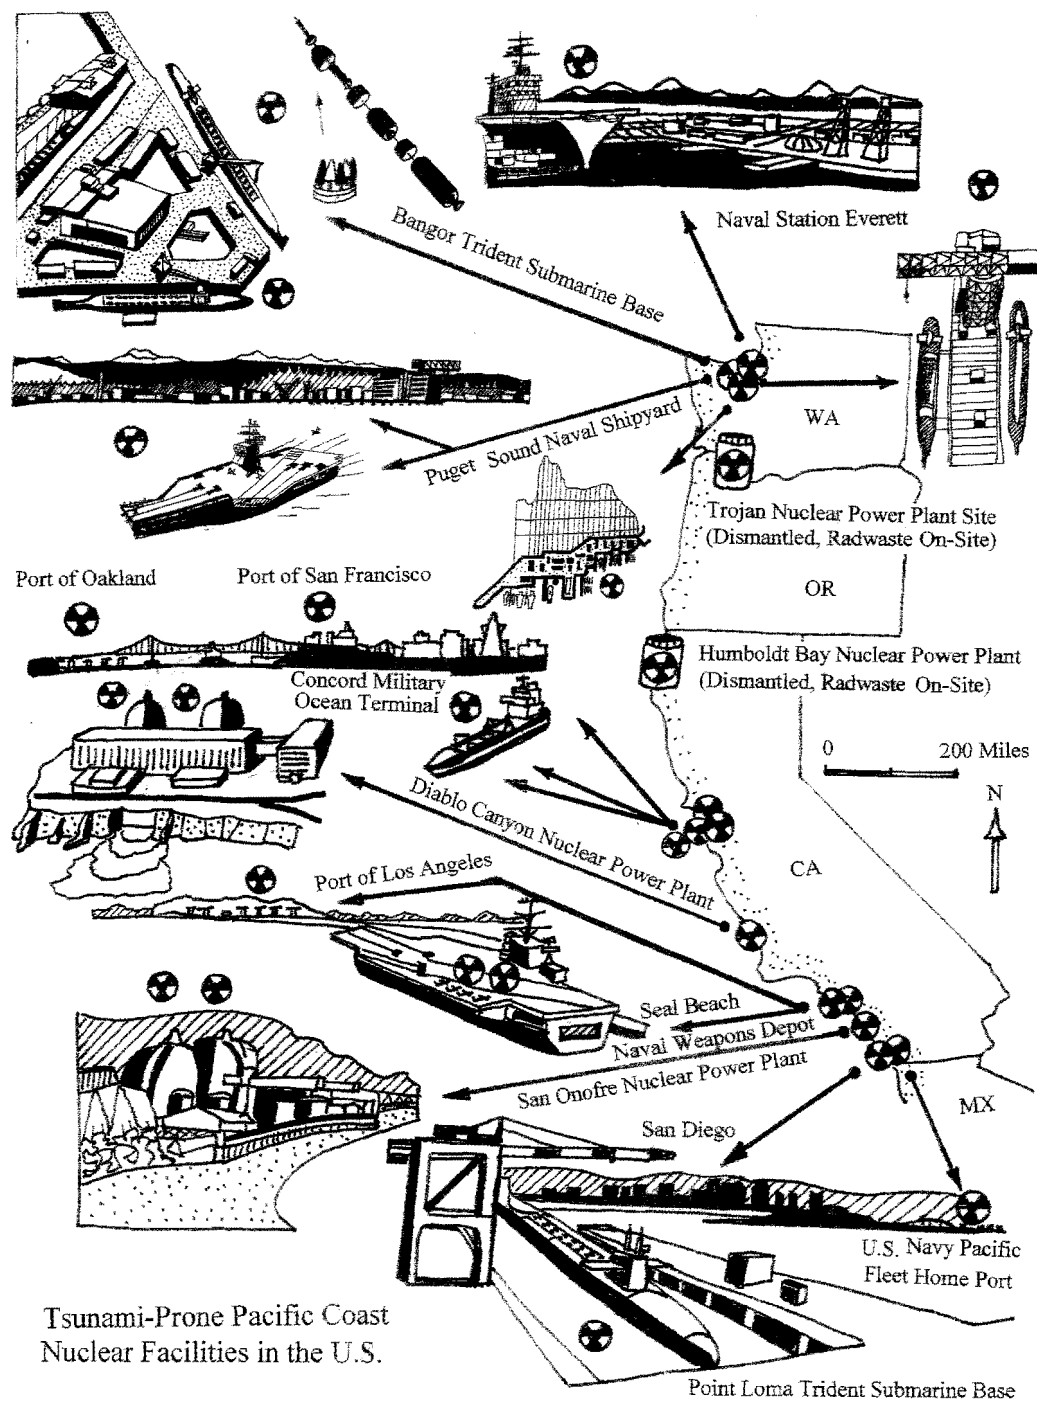 Naval Station Everett
Bangor Trident Submarine Base
WA
Puget Sound Naval Shipyard
Trojan Nuclear Power Plant Site
(Dismantled, Radwaste On-Site)
Port of Oakland
Port of San Francisco
OR
Humboldt Bay Nuclear Power Plant
(Dismantled, Radwaste On-Site)
Concord Military
Ocean Terminal
0 200 Miles
N
Diablo Canyon Nuclear Power Plant
CA
Port of Los Angeles
Seal Beach
Naval Weapons Depot
San Onofre Nuclear Power Plant
MX
San Diego
U.S. Navy Pacific
Fleet Home Port
Tsunami-Prone Pacific Coast
Nuclear Facilities in the U.S.
Point Loma Trident Submarine Base